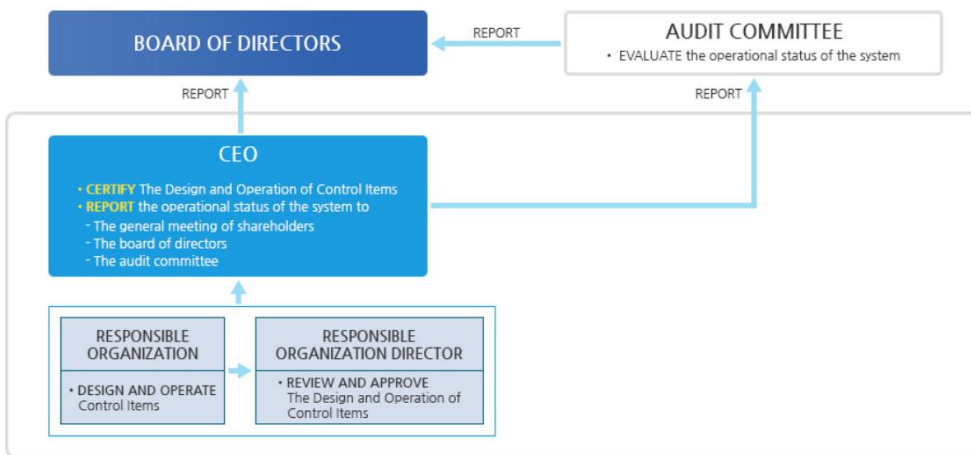 BOARD OF DIRECTORS
REPORT
AUDIT COMMITTEE
• EVALUATE the operational status of the system
REPORT
REPORT
CEO
• CERTIFY The Design and Operation of Control Items
• REPORT the operational status of the system to
- The general meeting of shareholders
- The board of directors
- The audit committee
RESPONSIBLE
ORGANIZATION
• DESIGN AND OPERATE
Control Items
RESPONSIBLE
ORGANIZATION DIRECTOR
• REVIEW AND APPROVE
The Design and Operation of
Control Items